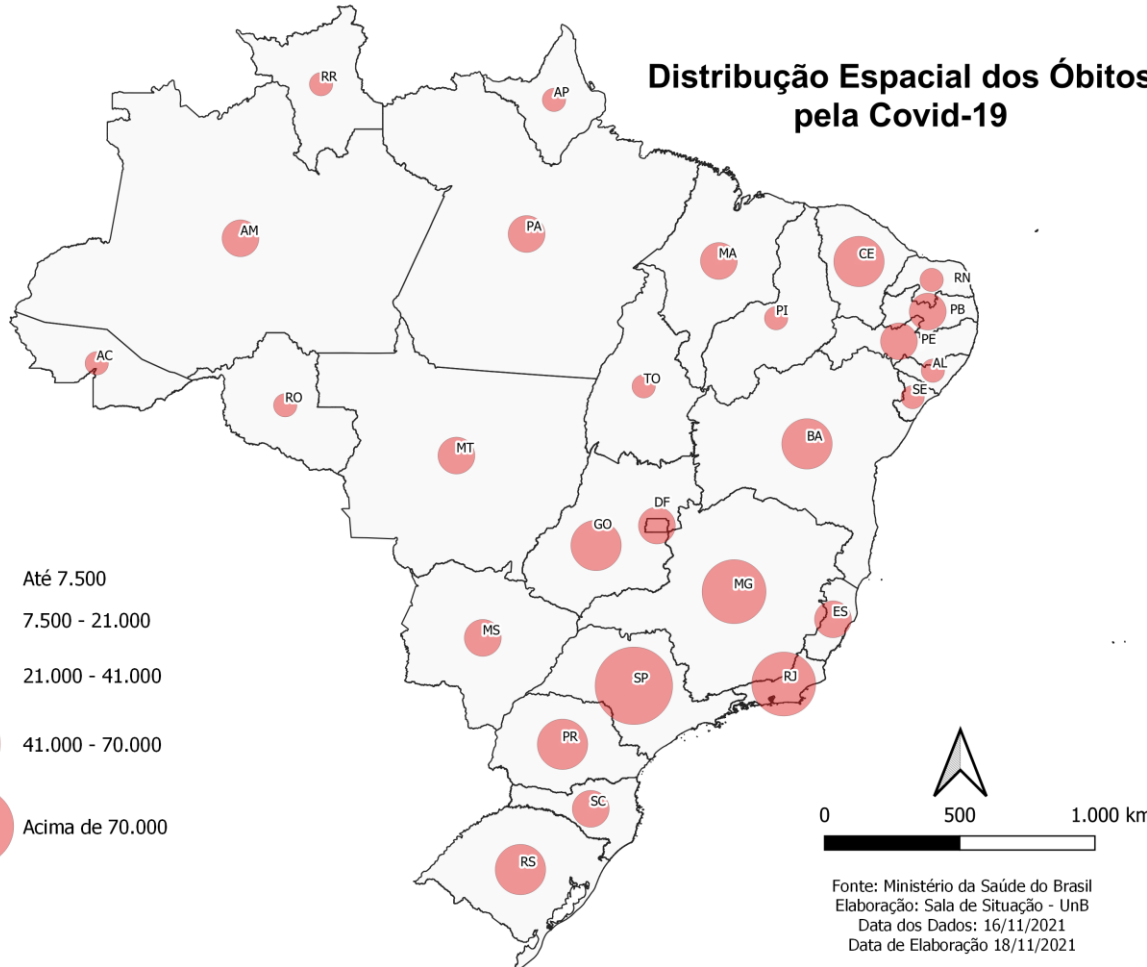 Distribução Espacial dos Óbitos
pela Covid-19
RR
AP
AM
PA
MA
CE
RN
PI
PB
PE
AC
AL
TO
SE
RO
BA
MT
DF
GO
MG
ES
MS
SP
RJ
PR
SC
RS
Até 7.500
7.500 - 21.000
21.000 - 41.000
41.000 - 70.000
Acima de 70.000
0 500 1.000 km
Fonte: Ministério da Saúde do Brasil
Elaboração: Sala de Situação - UnB
Data dos Dados: 16/11/2021
Data de Elaboração 18/11/2021